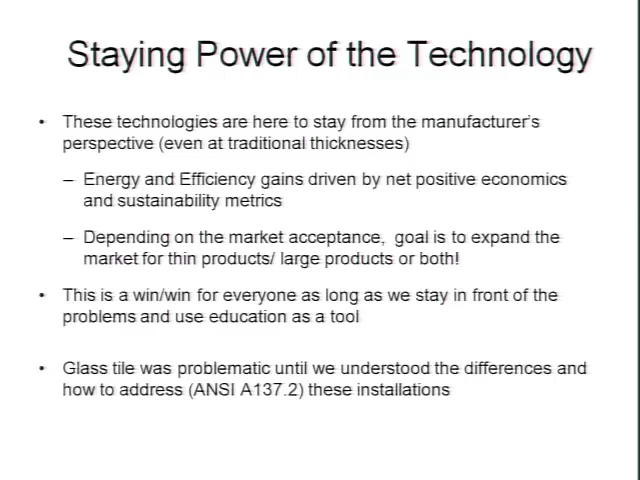 Staying Power of the Technology
• These technologies are here to stay from the manufacturer's
perspective (even at traditional thicknesses)
– Energy and Efficiency gains driven by net positive economics
and sustainability metrics
– Depending on the market acceptance,  goal is to expand the
market for thin products/ large products or both!
• This is a win/win for everyone as long as we stay in front of the
problems and use education as a tool
• Glass tile was problematic until we understood the differences and
how to address (ANSI A137.2) these installations